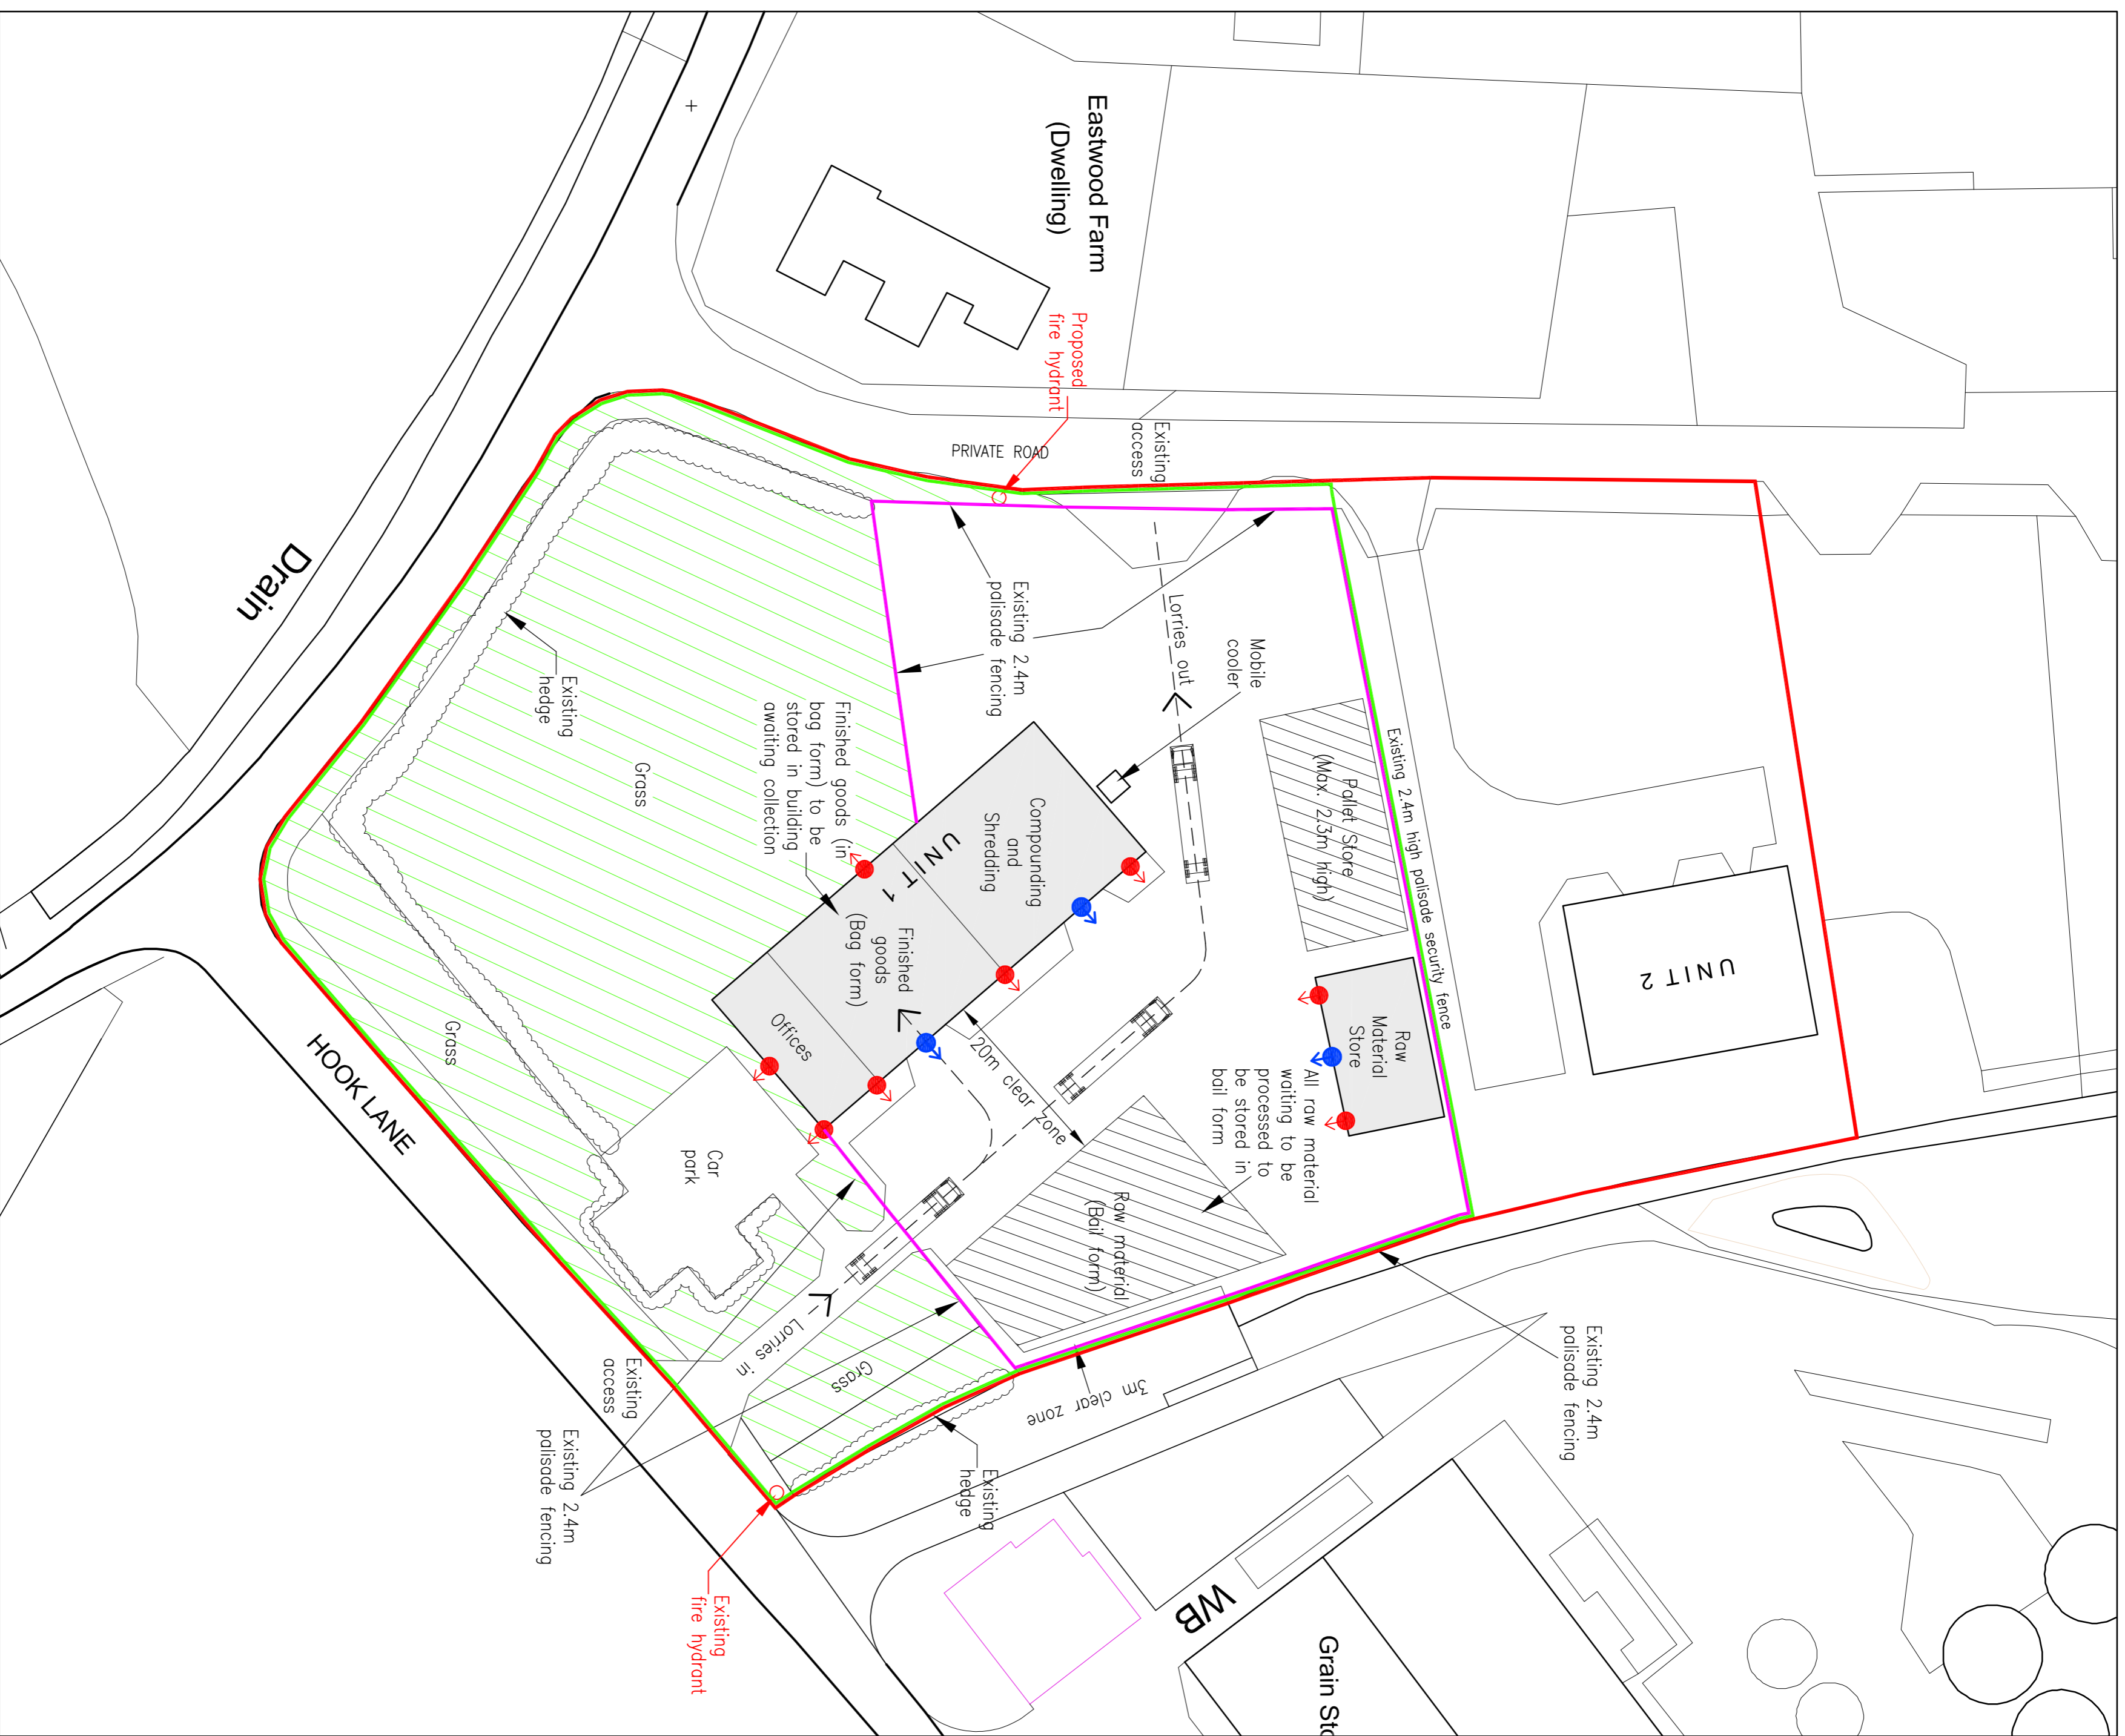 Eastwood Farm
(Dwelling)
Proposed
fire hydrant
PRIVATE ROAD
Existing
access
Lorries out
Mobile
cooler
Existing 2.4m
palisade fencing
Existing 2.4m high palisade security fence
Pallet Store
(Max. 2.3m high)
UNIT 2
Raw
Material
Store
All raw material
waiting to be
processed to
be stored in
bail form
Compounding
and
Shredding
UNIT 1
Finished
goods
(Bag form)
Offices
Finished goods (in
bag form) to be
stored in building
awaiting collection
Existing
hedge
Grass
Grass
Drain
HOOK LANE
20m clear zone
Raw material
(Bail form)
Car
park
Lorries in
Grass
3m clear zone
Existing
access
Existing 2.4m
palisade fencing
Existing
hedge
Existing
fire hydrant
Existing 2.4m
palisade fencing
WB
Grain Sto